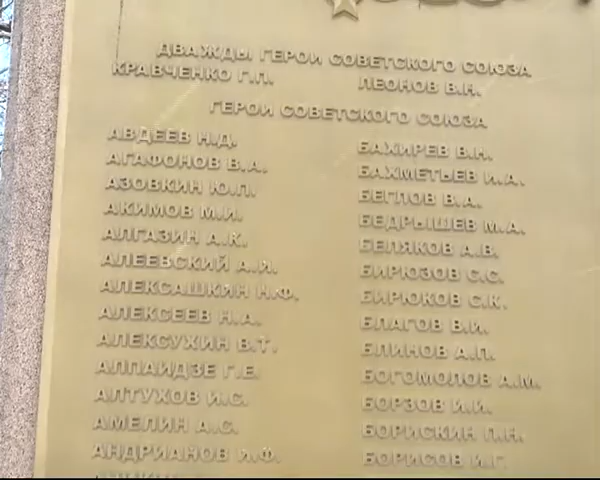 ДВАЖДЫ ГЕРОИ СОВЕТСКОГО СОЮЗА
КРАВЧЕНКО Г.П.
ЛЕОНОВ В.Н.
ГЕРОИ СОВЕТСКОГО СОЮЗА
АВДЕЕВ Н.Д.
АГАФОНОВ В.А.
АЗОВКИН Ю.П.
АКИМОВ М.И.
АЛГАЗИН А.К.
АЛЕЕВСКИЙ А.Я.
АЛЕКСАШКИН Н.Ф.
АЛЕКСЕЕВ Н.А.
АЛЕКСУХИН В.Т.
АЛПАИДЗЕ Г.Е.
АЛТУХОВ И.С.
АМЕЛИН А.С.
АНДРИАНОВ И.Ф.
БАХИРЕВ В.Н.
БАХМЕТЬЕВ И.А.
БЕГЛОВ В.А.
БЕДРЫШЕВ М.А.
БЕЛЯКОВ А.В.
БИРЮЗОВ С.С.
БИРЮКОВ С.К.
БЛАГОВ В.И.
БЛИНОВ А.П.
БОГОМОЛОВ А.М.
БОРЗОВ И.И.
БОРИСКИН П.Н.
БОРИСОВ И.Г.